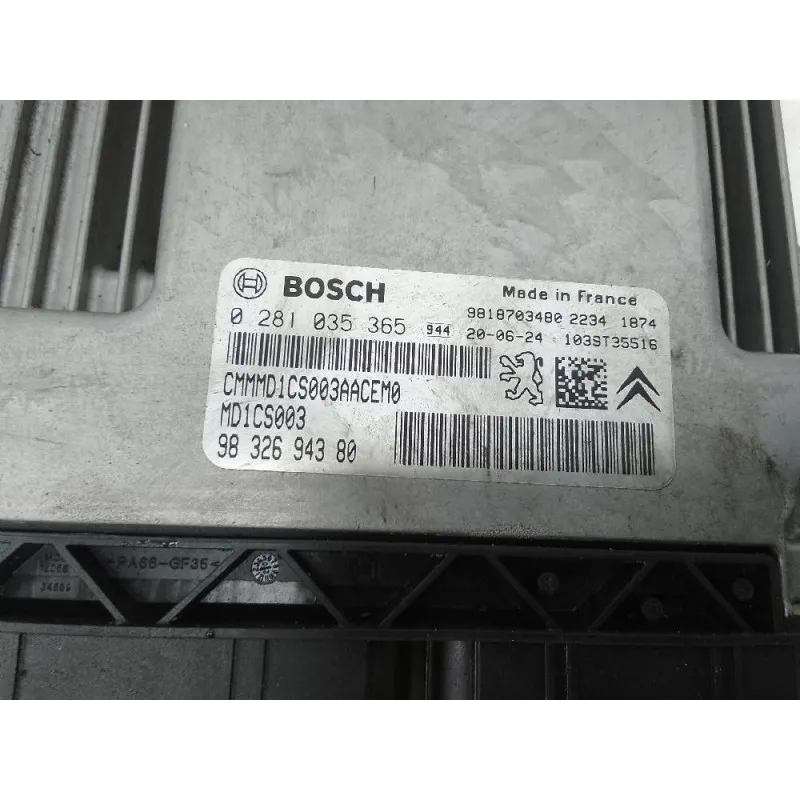 BOSCH Made in France
0 281 035 365 944 9818703480 2234 1874
20-06-24 103ST35516
CMMMD1CS003AACEM0
MD1CS003
98 326 943 80
-PA66-GF35<